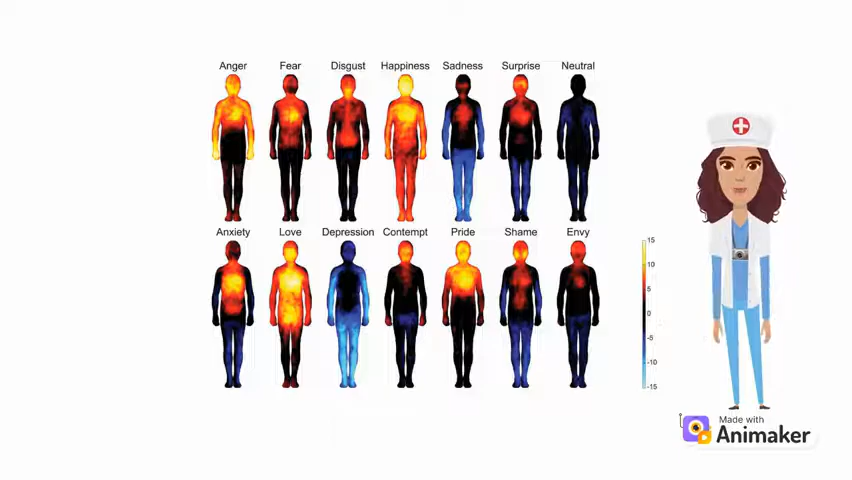 Anger Fear Disgust Happiness Sadness Surprise Neutral
Anxiety Love Depression Contempt Pride Shame Envy
15
10
5
0
-5
-10
-15
Made with
Animaker